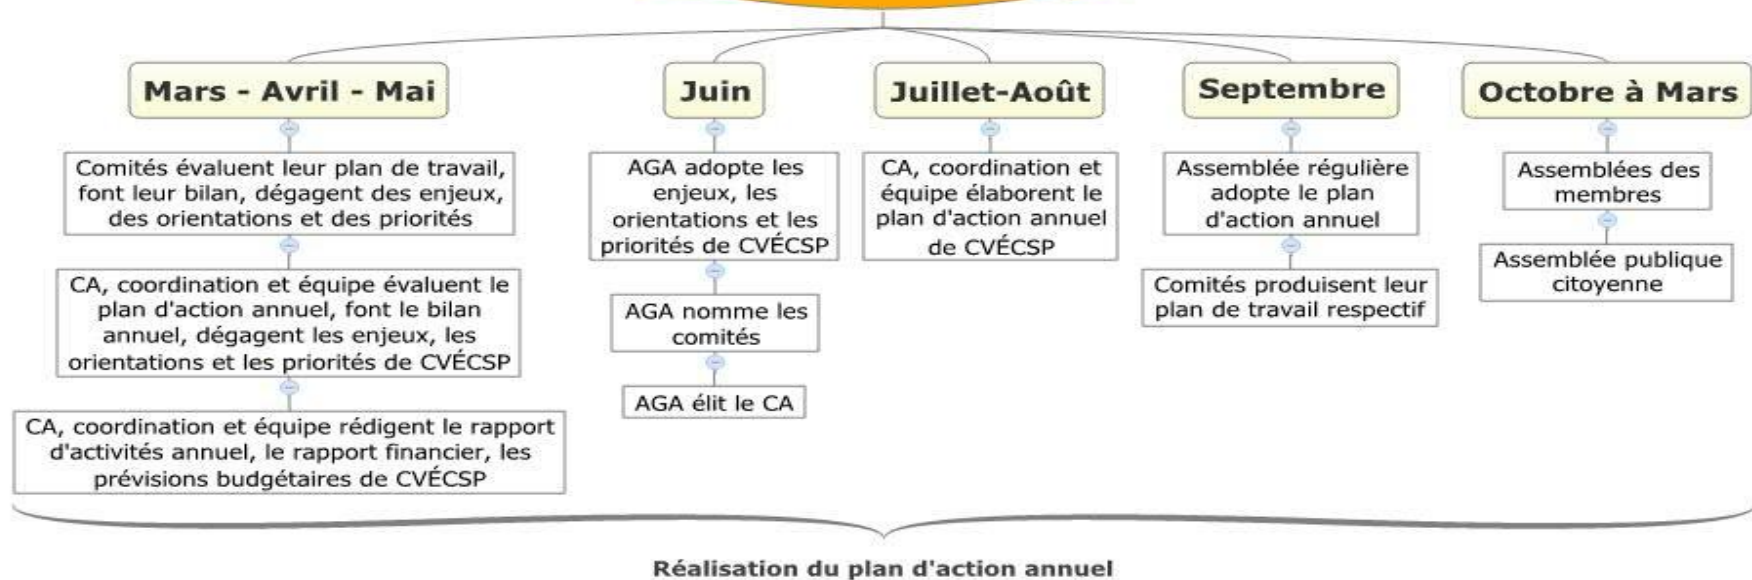 Mars - Avril - Mai
Comités évaluent leur plan de travail,
font leur bilan, dégagent des enjeux,
des orientations et des priorités
CA, coordination et équipe évaluent le
plan d'action annuel, font le bilan
annuel, dégagent les enjeux, les
orientations et les priorités de CVÉCSP
CA, coordination et équipe rédigent le rapport
d'activités annuel, le rapport financier, les
prévisions budgétaires de CVÉCSP
Juin
AGA adopte les
enjeux, les
orientations et les
priorités de CVÉCSP
AGA nomme les
comités
AGA élit le CA
Juillet-Août
CA, coordination et
équipe élaborent le
plan d'action annuel
de CVÉCSP
Septembre
Assemblée régulière
adopte le plan
d'action annuel
Comités produisent leur
plan de travail respectif
Octobre à Mars
Assemblées des
membres
Assemblée publique
citoyenne
Réalisation du plan d'action annuel